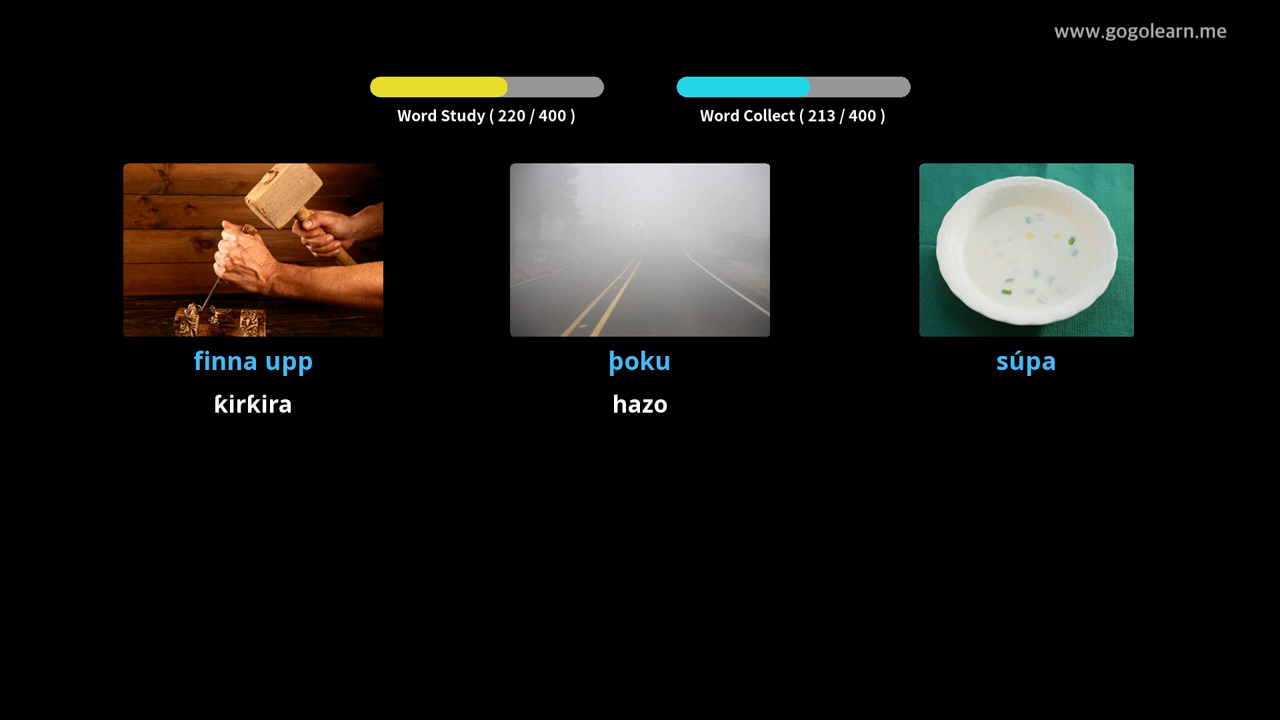 www.gogolearn.me
Word Study ( 220 / 400 )
Word Collect ( 213 / 400 )
finna upp
þoku
súpa
ƙirƙira
hazo